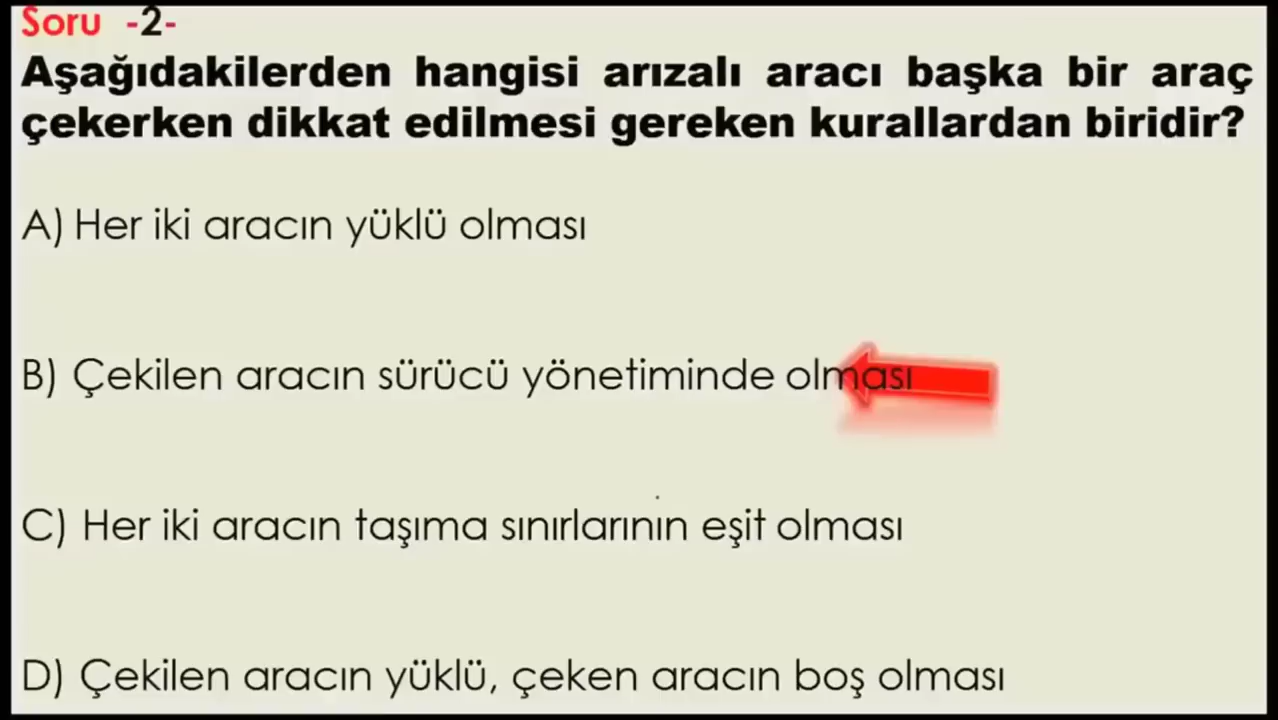 Soru -2-
Aşağıdakilerden hangisi arızalı aracı başka bir araç
çekerken dikkat edilmesi gereken kurallardan biridir?
A) Her iki aracın yüklü olması
B) Çekilen aracın sürücü yönetiminde olması
C) Her iki aracın taşıma sınırlarının eşit olması
D) Çekilen aracın yüklü, çeken aracın boş olması